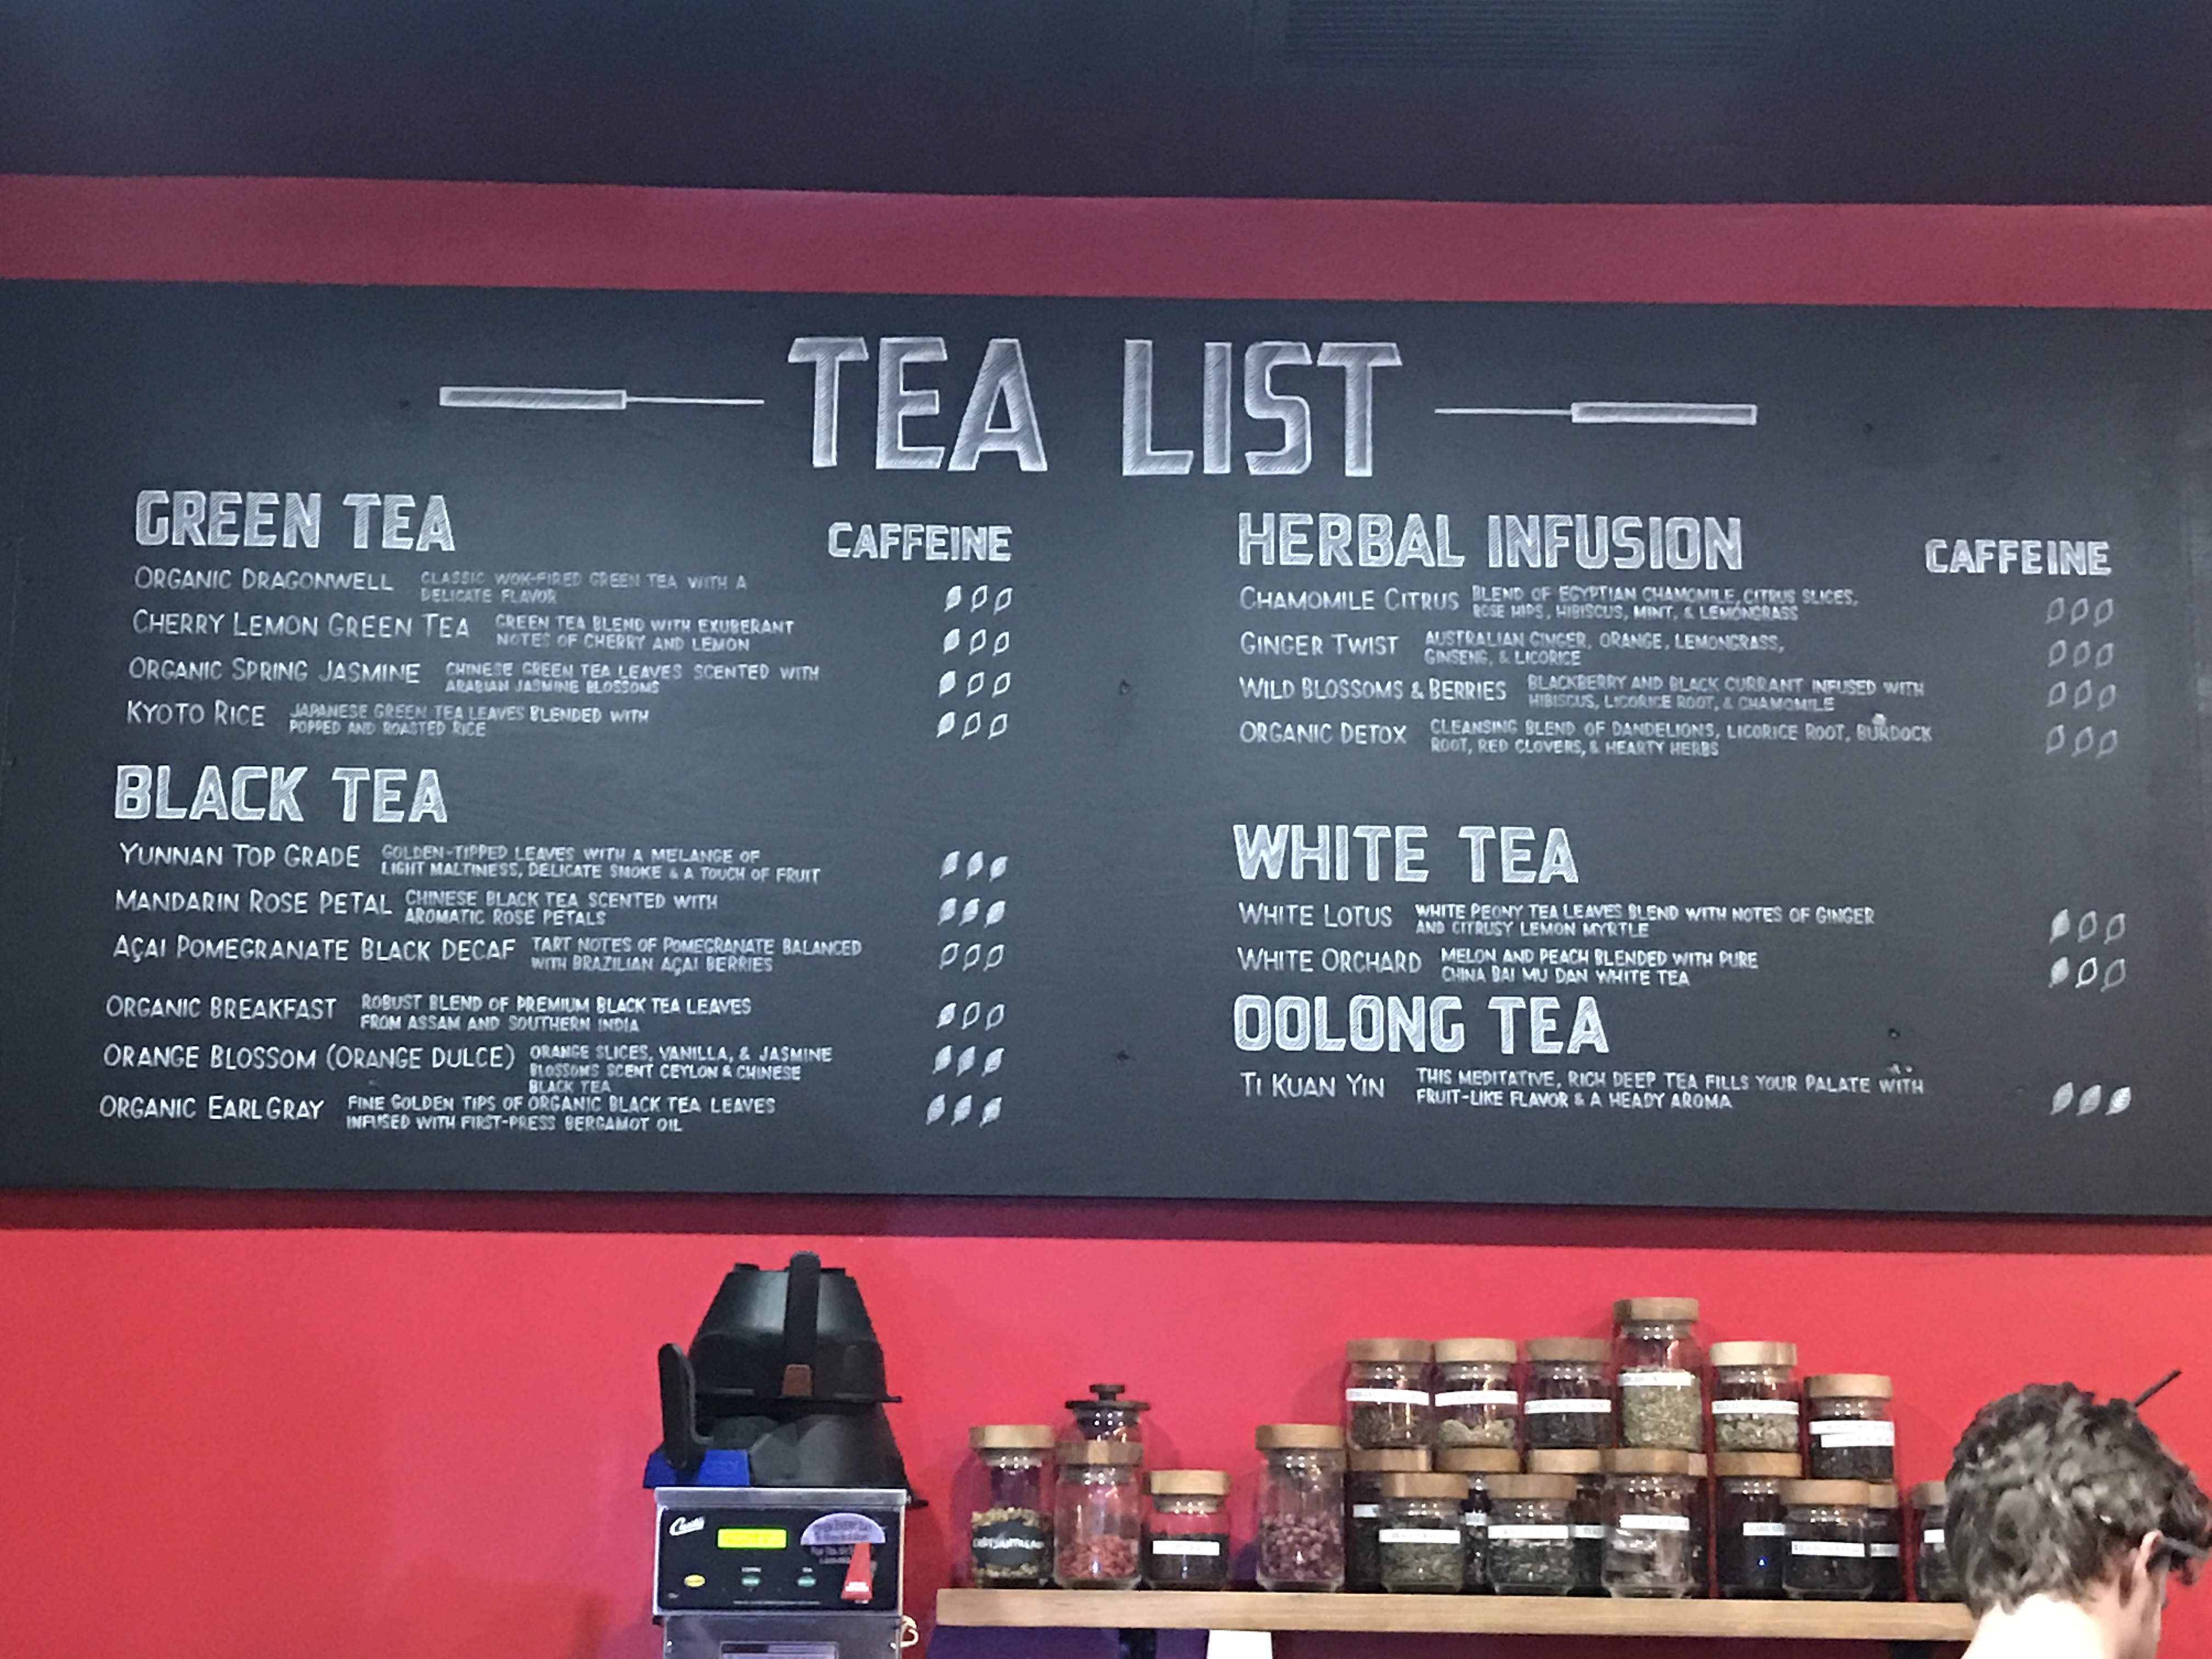 TEA LIST
GREEN TEA
CAFFEINE
ORGANIC DRAGONWELL CLASSIC WOK-FIRED GREEN TEA WITH A
DELICATE FLAVOR
CHERRY LEMON GREEN TEA GREEN TEA BLEND WITH EXUBERANT
NOTES OF CHERRY AND LEMON
ORGANIC SPRING JASMINE CHINESE GREEN TEA LEAVES SCENTED WITH
ARABIAN JASMINE BLOSSOMS
KYOTO RICE JAPANESE GREEN TEA LEAVES BLENDED WITH
POPPED AND ROASTED RICE
BLACK TEA
YUNNAN TOP GRADE GOLDEN-TIPPED LEAVES WITH A MELANGE OF
LIGHT MALTINESS, DELICATE SMOKE & A TOUCH OF FRUIT
MANDARIN ROSE PETAL CHINESE BLACK TEA SCENTED WITH
AROMATIC ROSE PETALS
AÇAI POMEGRANATE BLACK DECAF TART NOTES OF POMEGRANATE BALANCED
WITH BRAZILIAN AÇAI BERRIES
ORGANIC BREAKFAST ROBUST BLEND OF PREMIUM BLACK TEA LEAVES
FROM ASSAM AND SOUTHERN INDIA
ORANGE BLOSSOM (ORANGE DULCE) ORANGE SLICES, VANILLA, & JASMINE
BLOSSOMS SCENT CEYLON & CHINESE
BLACK TEA
ORGANIC EARL GRAY FINE GOLDEN TIPS OF ORGANIC BLACK TEA LEAVES
INFUSED WITH FIRST-PRESS BERGAMOT OIL
HERBAL INFUSION
CAFFEINE
CHAMOMILE CITRUS BLEND OF EGYPTIAN CHAMOMILE, CITRUS SLICES,
ROSE HIPS, HIBISCUS, MINT, & LEMONGRASS
GINGER TWIST AUSTRALIAN GINGER, ORANGE, LEMONGRASS,
GINSENG, & LICORICE
WILD BLOSSOMS & BERRIES BLACKBERRY AND BLACK CURRANT INFUSED WITH
HIBISCUS, LICORICE ROOT, & CHAMOMILE
ORGANIC DETOX CLEANSING BLEND OF DANDELIONS, LICORICE ROOT, BURDOCK
ROOT, RED CLOVERS, & HEARTY HERBS
WHITE TEA
WHITE LOTUS WHITE PEONY TEA LEAVES BLEND WITH NOTES OF GINGER
AND CITRUSY LEMON MYRTLE
WHITE ORCHARD MELON AND PEACH BLENDED WITH PURE
CHINA BAI MU DAN WHITE TEA
OOLONG TEA
TI KUAN YIN THIS MEDITATIVE, RICH DEEP TEA FILLS YOUR PALATE WITH
FRUIT-LIKE FLAVOR & A HEADY AROMA
Curtis